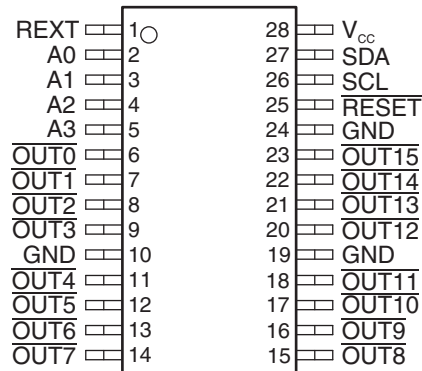 REXT 1 28 VCC
A0 2 27 SDA
A1 3 26 SCL
A2 4 25 RESET
A3 5 24 GND
OUT0 6 23 OUT15
OUT1 7 22 OUT14
OUT2 8 21 OUT13
OUT3 9 20 OUT12
GND 10 19 GND
OUT4 11 18 OUT11
OUT5 12 17 OUT10
OUT6 13 16 OUT9
OUT7 14 15 OUT8